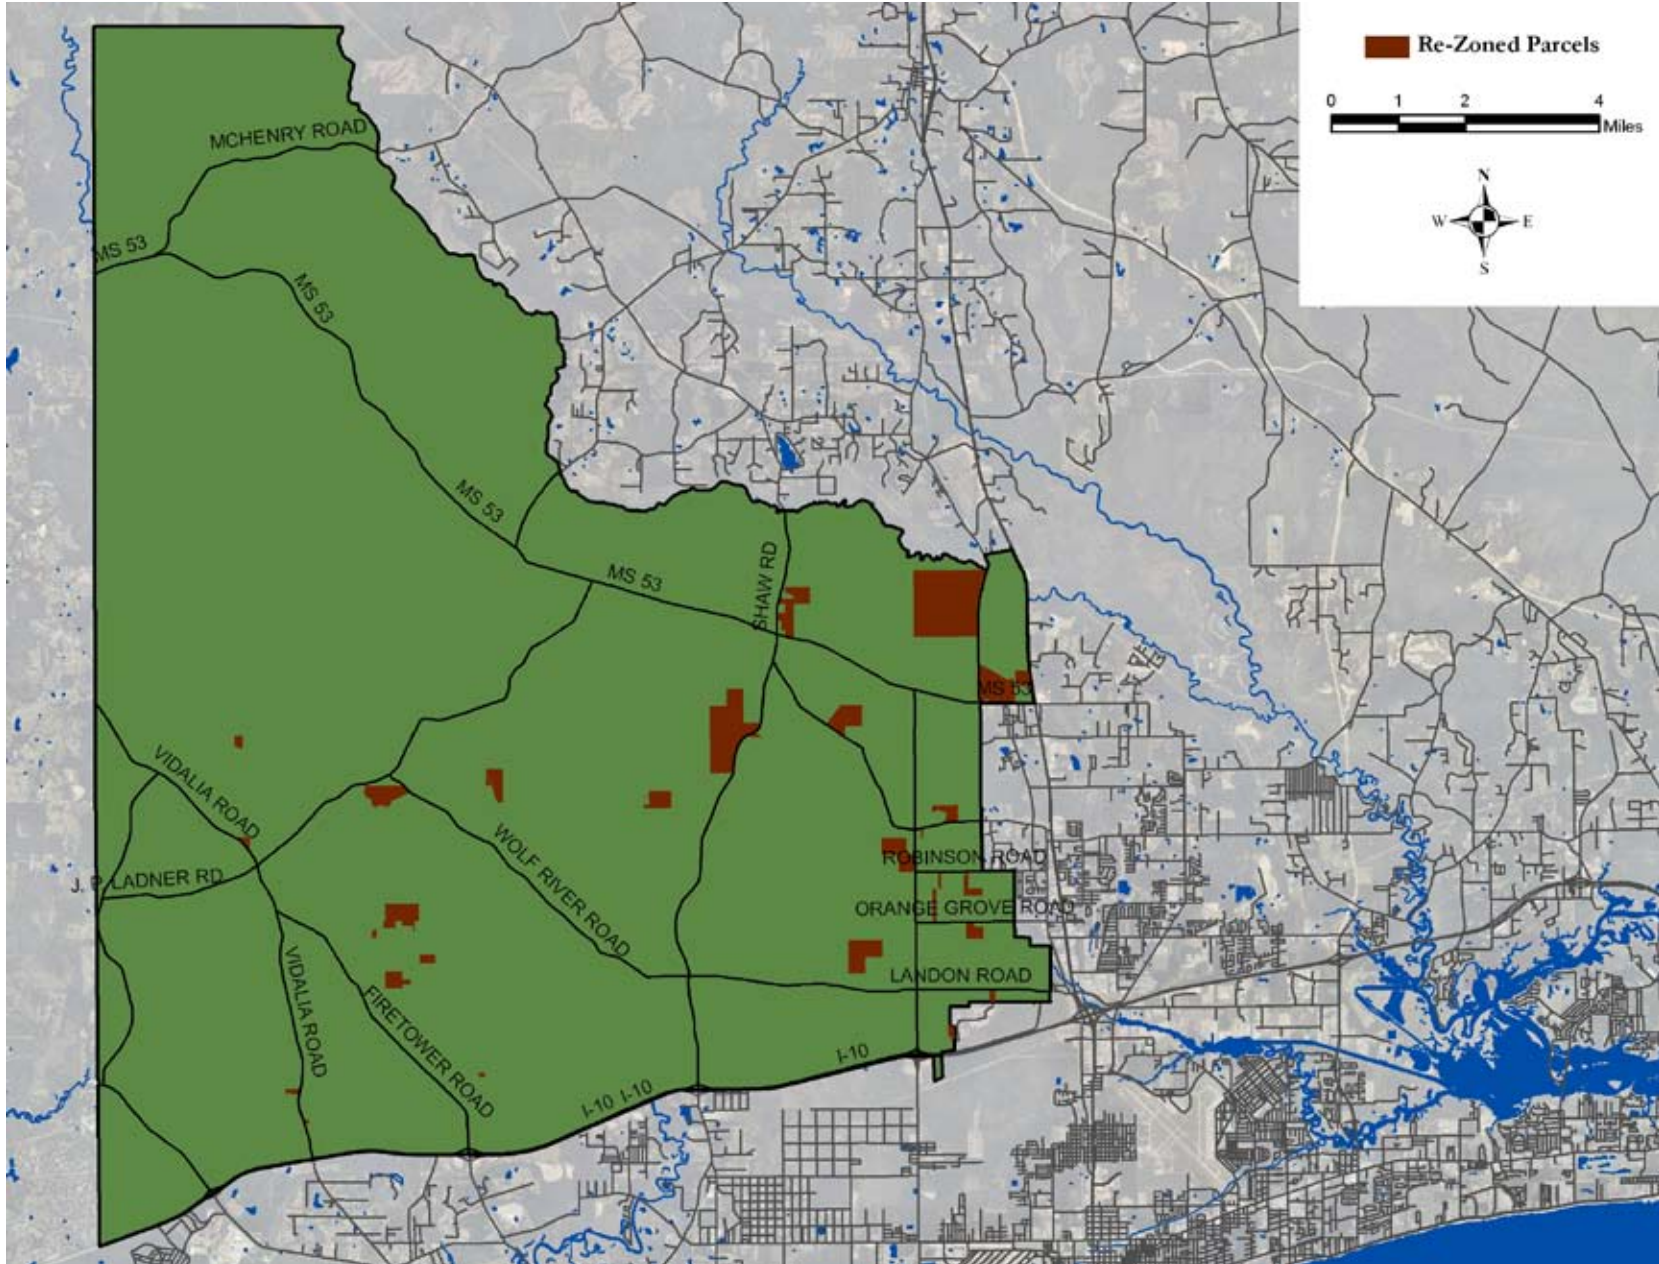 Re-Zoned Parcels
0 1 2 4
Miles
N
W E
S
MCHENRY ROAD
MS 53
MS 53
MS 53
MS 53
SHAW RD
MS 53
VIDALIA ROAD
WOLF RIVER ROAD
ROBINSON ROAD
J. P. LADNER RD
ORANGE GROVE ROAD
LANDON ROAD
VIDALIA ROAD
FIRETOWER ROAD
I-10
I-10 I-10